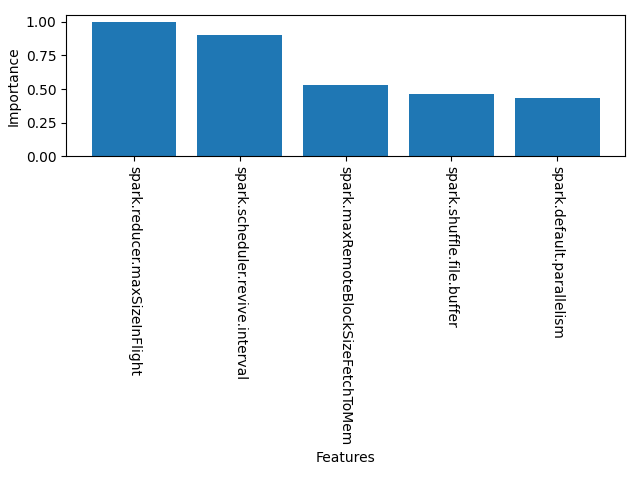 Importance
1.00
0.75
0.50
0.25
0.00
spark.reducer.maxSizeInFlight
spark.scheduler.revive.interval
spark.maxRemoteBlockSizeFetchToMem
spark.shuffle.file.buffer
spark.default.parallelism
Features